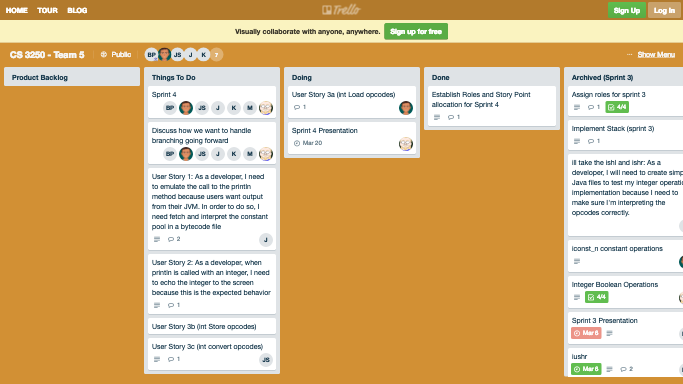 HOME TOUR BLOG
Trello
Sign Up Log In
Visually collaborate with anyone, anywhere. Sign up for free
CS 3250 - Team 5 Public BP JS J K ?
··· Show Menu
Product Backlog
Things To Do
Sprint 4
BP JS J K M
Discuss how we want to handle
branching going forward
BP JS J K M
User Story 1: As a developer, I need
to emulate the call to the println
method because users want output
from their JVM. In order to do so, I
need fetch and interpret the constant
pool in a bytecode file
2 J
User Story 2: As a developer, when
println is called with an integer, I need
to echo the integer to the screen
because this is the expected behavior
1
User Story 3b (int Store opcodes)
User Story 3c (int convert opcodes)
1 JS
Doing
User Story 3a (int Load opcodes)
1
Sprint 4 Presentation
Mar 20
Done
Establish Roles and Story Point
allocation for Sprint 4
1
Archived (Sprint 3)
Assign roles for sprint 3
1 4/4
Implement Stack (sprint 3)
1
ill take the ishl and ishr: As a
developer, I will need to create simp
Java files to test my integer operatic
implementation because I need to
make sure I'm interpreting the
opcodes correctly.
iconst_n constant operations
Integer Boolean Operations
4/4
Sprint 3 Presentation
Mar 6
iushr
Mar 6 2